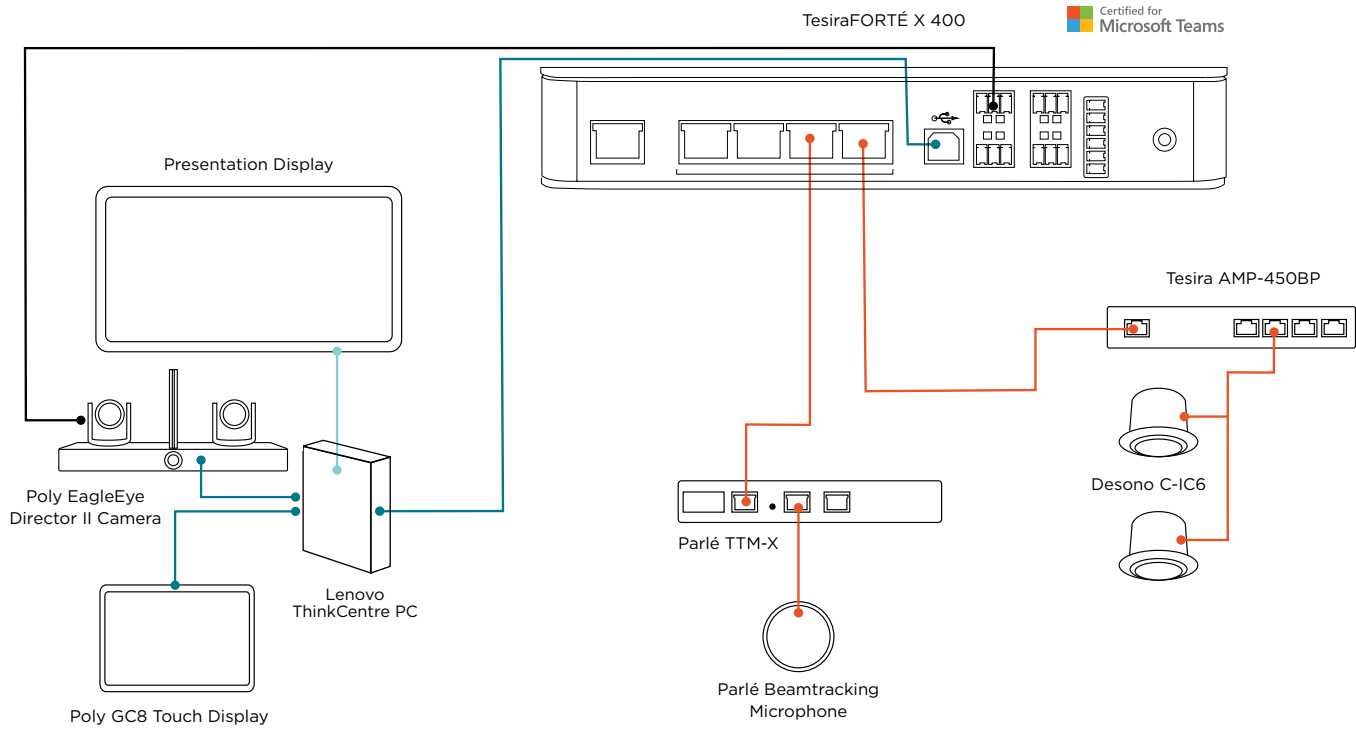 TesiraFORTÉ X 400
Certified for
Microsoft Teams
Presentation Display
Tesira AMP-450BP
Poly EagleEye
Director II Camera
Desono C-IC6
Parlé TTM-X
Lenovo
ThinkCentre PC
Parlé Beamtracking
Microphone
Poly GC8 Touch Display